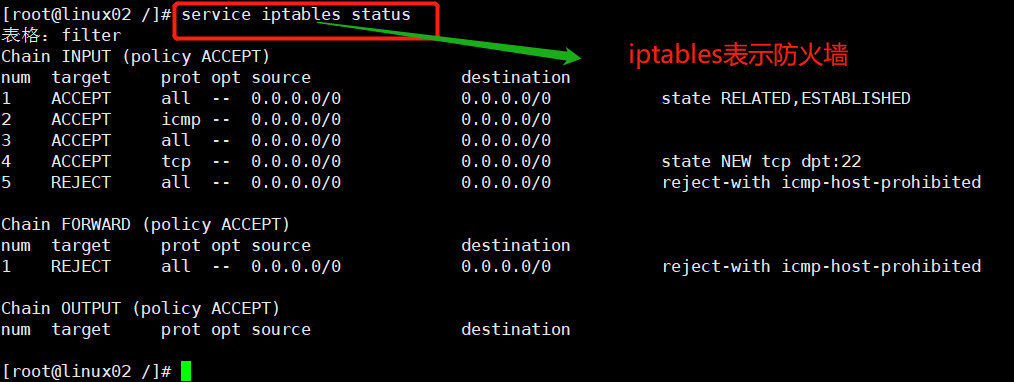 [root@linux02 /]# service iptables status
表格：filter
iptables表示防火墙
Chain INPUT (policy ACCEPT)
num  target     prot opt source               destination
1    ACCEPT     all  --  0.0.0.0/0            0.0.0.0/0           state RELATED,ESTABLISHED
2    ACCEPT     icmp --  0.0.0.0/0            0.0.0.0/0
3    ACCEPT     all  --  0.0.0.0/0            0.0.0.0/0
4    ACCEPT     tcp  --  0.0.0.0/0            0.0.0.0/0           state NEW tcp dpt:22
5    REJECT     all  --  0.0.0.0/0            0.0.0.0/0           reject-with icmp-host-prohibited
Chain FORWARD (policy ACCEPT)
num  target     prot opt source               destination
1    REJECT     all  --  0.0.0.0/0            0.0.0.0/0           reject-with icmp-host-prohibited
Chain OUTPUT (policy ACCEPT)
num  target     prot opt source               destination
[root@linux02 /]#